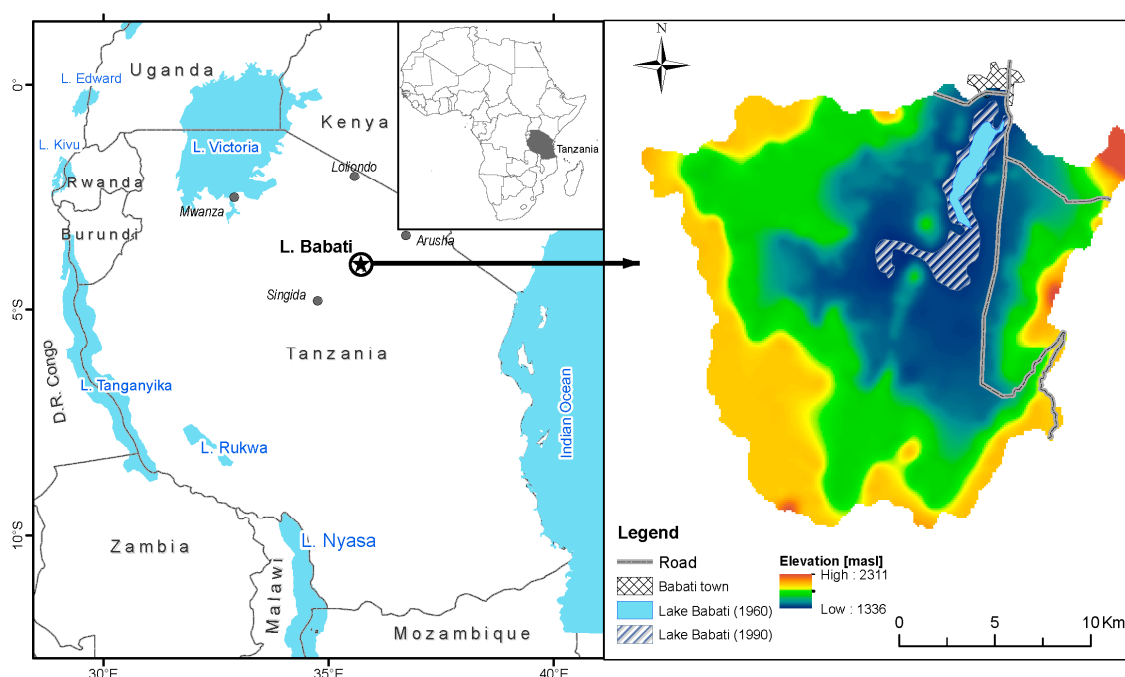 Uganda
L. Edward
0°
Kenya
L. Kivu
L. Victoria
Loliondo
Rwanda
Mwanza
Burundi
Arusha
L. Babati
Singida
5°S
Tanzania
D.R. Congo
L. Tanganyika
Indian Ocean
L. Rukwa
10°S
Zambia
L. Nyasa
Malawi
Mozambique
30°E
35°E
40°E
Tanzania
N
Legend
Road
Babati town
Lake Babati (1960)
Lake Babati (1990)
Elevation [masl]
High : 2311
Low : 1336
0 5 10 Km